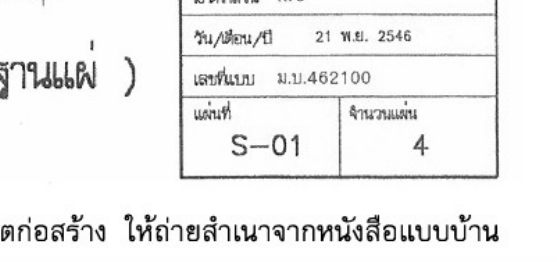 วัน/เดือน/ปี 21 พ.ย. 2546
ฐานแผ่ )
เลขที่แบบ ม.บ.462100
แผ่นที่ จำนวนแผ่น
S-01 4
ตก่อสร้าง ให้ถ่ายสำเนาจากหนังสือแบบบ้าน